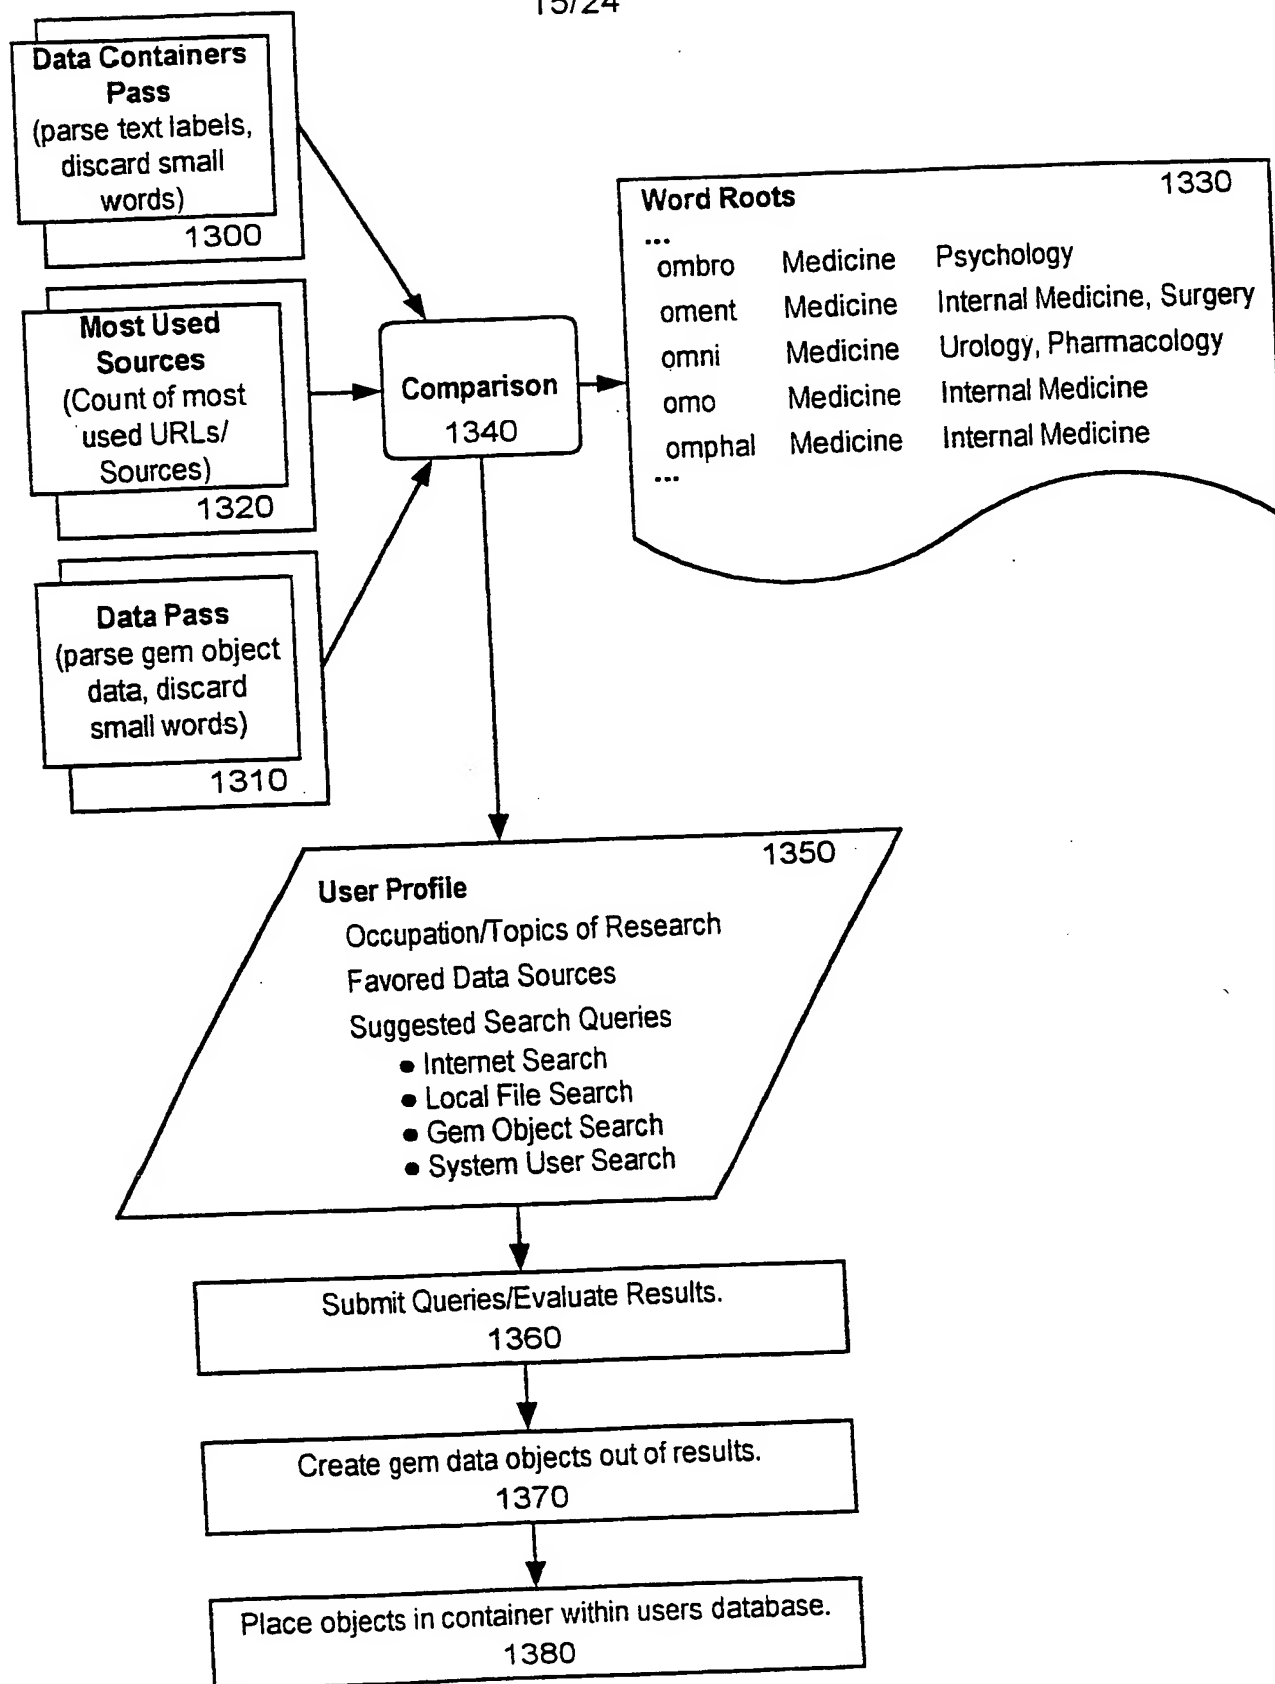 15/24
Data Containers
Pass
(parse text labels,
discard small
words)
1300
Most Used
Sources
(Count of most
used URLs/
Sources)
1320
Data Pass
(parse gem object
data, discard
small words)
1310
Comparison
1340
Word Roots 1330
...
ombro Medicine Psychology
oment Medicine Internal Medicine, Surgery
omni Medicine Urology, Pharmacology
omo Medicine Internal Medicine
omphal Medicine Internal Medicine
...
1350
User Profile
Occupation/Topics of Research
Favored Data Sources
Suggested Search Queries
• Internet Search
• Local File Search
• Gem Object Search
• System User Search
Submit Queries/Evaluate Results.
1360
Create gem data objects out of results.
1370
Place objects in container within users database.
1380